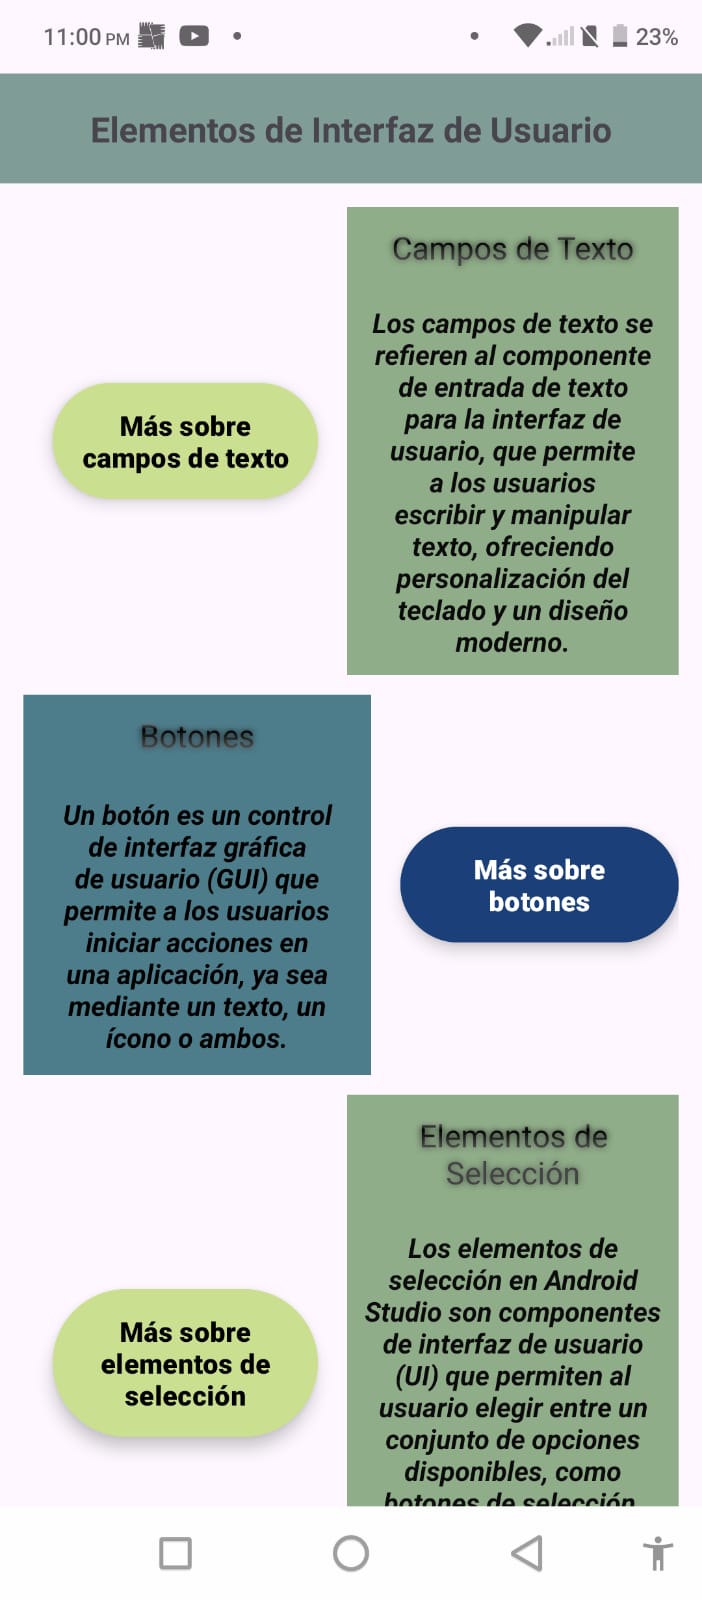 11:00 PM
23%
Elementos de Interfaz de Usuario
Campos de Texto
Los campos de texto se
refieren al componente
de entrada de texto
para la interfaz de
usuario, que permite
a los usuarios
escribir y manipular
texto, ofreciendo
personalización del
teclado y un diseño
moderno.
Más sobre
campos de texto
Botones
Un botón es un control
de interfaz gráfica
de usuario (GUI) que
permite a los usuarios
iniciar acciones en
una aplicación, ya sea
mediante un texto, un
ícono o ambos.
Más sobre
botones
Elementos de
Selección
Los elementos de
selección en Android
Studio son componentes
de interfaz de usuario
(UI) que permiten al
usuario elegir entre un
conjunto de opciones
disponibles, como
botones de selección
Más sobre
elementos de
selección